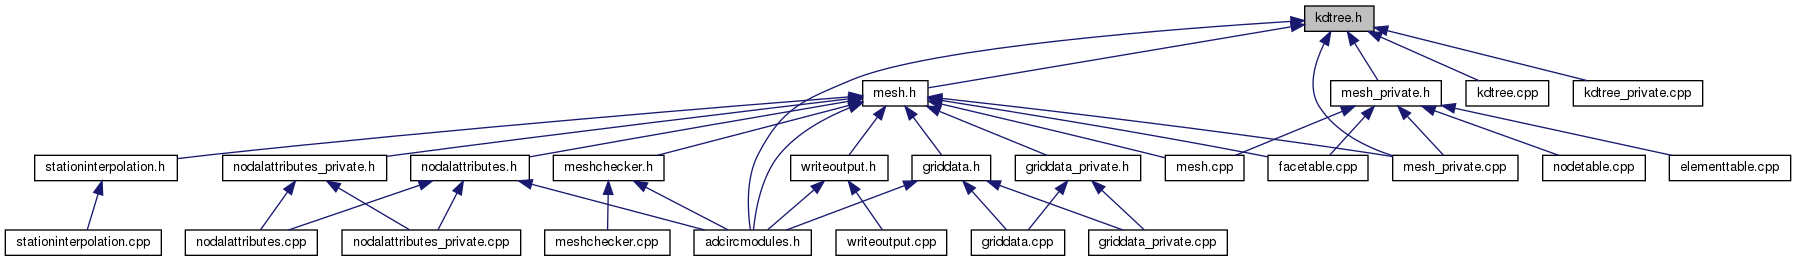 kdtree.h
mesh.h
mesh_private.h
kdtree.cpp
kdtree_private.cpp
stationinterpolation.h
nodalattributes_private.h
nodalattributes.h
meshchecker.h
writeoutput.h
griddata.h
griddata_private.h
mesh.cpp
facetable.cpp
mesh_private.cpp
nodetable.cpp
elementtable.cpp
stationinterpolation.cpp
nodalattributes.cpp
nodalattributes_private.cpp
meshchecker.cpp
adcircmodules.h
writeoutput.cpp
griddata.cpp
griddata_private.cpp